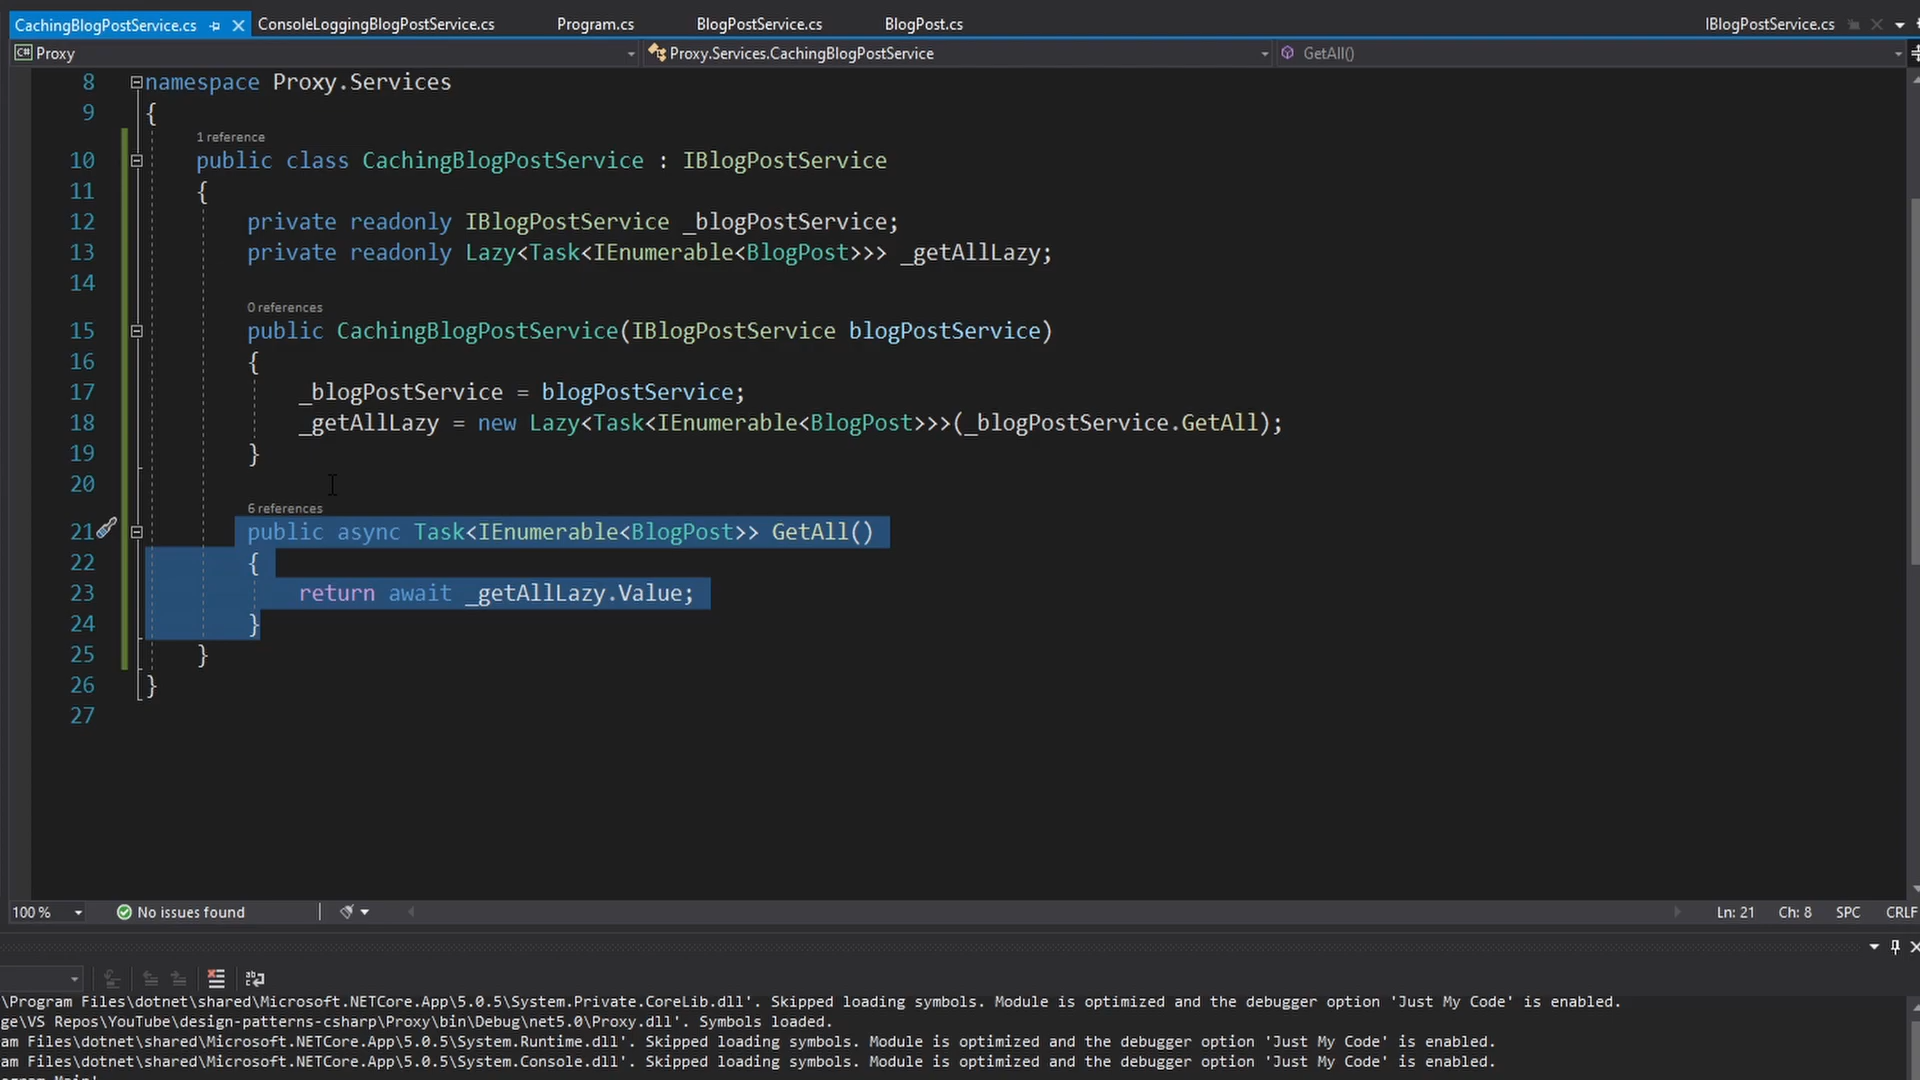 CachingBlogPostService.cs ConsoleLoggingBlogPostService.cs Program.cs BlogPostService.cs BlogPost.cs IBlogPostService.cs
C# Proxy Proxy.Services.CachingBlogPostService GetAll()
8 namespace Proxy.Services
9 {
1 reference
10 public class CachingBlogPostService : IBlogPostService
11 {
12 private readonly IBlogPostService _blogPostService;
13 private readonly Lazy<Task<IEnumerable<BlogPost>>> _getAllLazy;
14
0 references
15 public CachingBlogPostService(IBlogPostService blogPostService)
16 {
17 _blogPostService = blogPostService;
18 _getAllLazy = new Lazy<Task<IEnumerable<BlogPost>>>(_blogPostService.GetAll);
19 }
20
6 references
21 public async Task<IEnumerable<BlogPost>> GetAll()
22 {
23 return await _getAllLazy.Value;
24 }
25 }
26 }
27
100 % No issues found Ln: 21 Ch: 8 SPC CRLF
\Program Files\dotnet\shared\Microsoft.NETCore.App\5.0.5\System.Private.CoreLib.dll'. Skipped loading symbols. Module is optimized and the debugger option 'Just My Code' is enabled.
ge\VS Repos\YouTube\design-patterns-csharp\Proxy\bin\Debug\net5.0\Proxy.dll'. Symbols loaded.
am Files\dotnet\shared\Microsoft.NETCore.App\5.0.5\System.Runtime.dll'. Skipped loading symbols. Module is optimized and the debugger option 'Just My Code' is enabled.
am Files\dotnet\shared\Microsoft.NETCore.App\5.0.5\System.Console.dll'. Skipped loading symbols. Module is optimized and the debugger option 'Just My Code' is enabled.